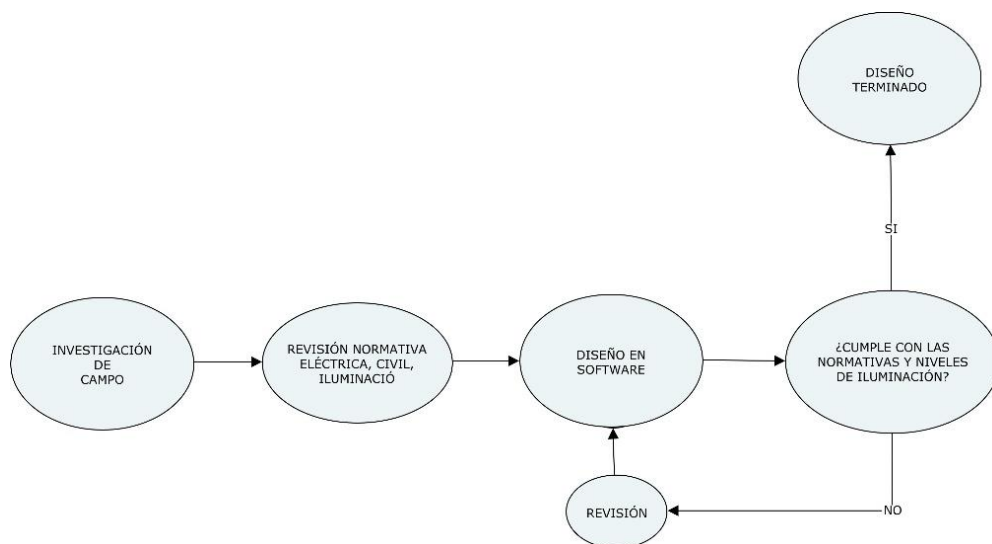 DISEÑO
TERMINADO
SI
INVESTIGACIÓN
DE
CAMPO
REVISIÓN NORMATIVA
ELÉCTRICA, CIVIL,
ILUMINACIÓ
DISEÑO EN
SOFTWARE
¿CUMPLE CON LAS
NORMATIVAS Y NIVELES
DE ILUMINACIÓN?
REVISIÓN
NO